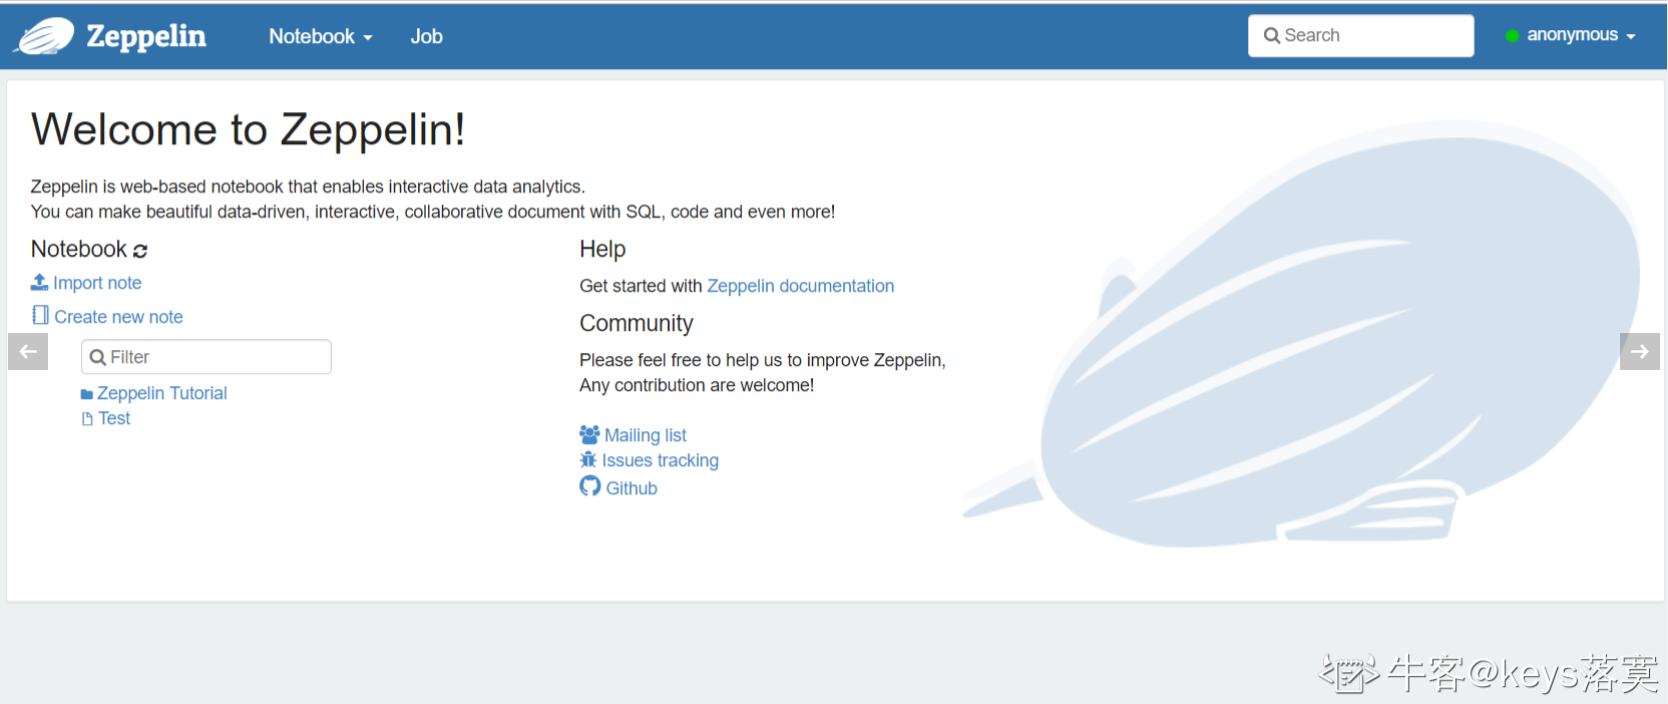 Zeppelin
Notebook
Job
Search
anonymous
Welcome to Zeppelin!
Zeppelin is web-based notebook that enables interactive data analytics.
You can make beautiful data-driven, interactive, collaborative document with SQL, code and even more!
Notebook
Import note
Create new note
Filter
Zeppelin Tutorial
Test
Help
Get started with Zeppelin documentation
Community
Please feel free to help us to improve Zeppelin,
Any contribution are welcome!
Mailing list
Issues tracking
Github
牛客@keys落寞